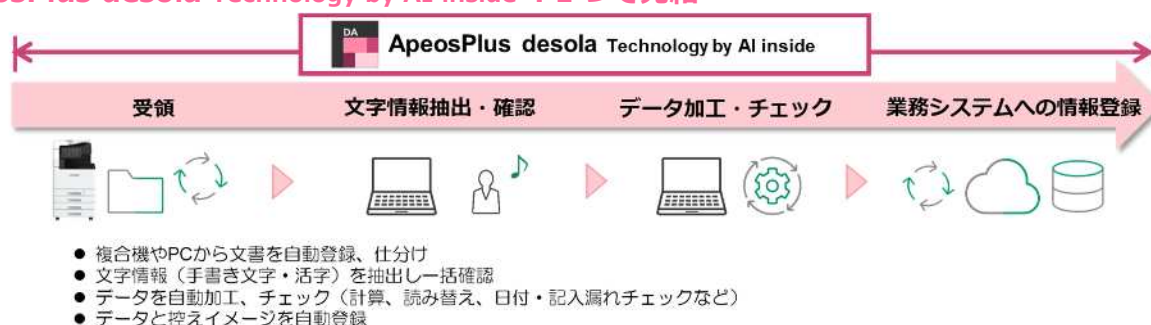 DA
ApeosPlus desola Technology by AI inside
受領 文字情報抽出・確認 データ加工・チェック 業務システムへの情報登録
● 複合機やPCから文書を自動登録、仕分け
● 文字情報（手書き文字・活字）を抽出し一括確認
● データを自動加工、チェック（計算、読み替え、日付・記入漏れチェックなど）
● データと控えイメージを自動登録